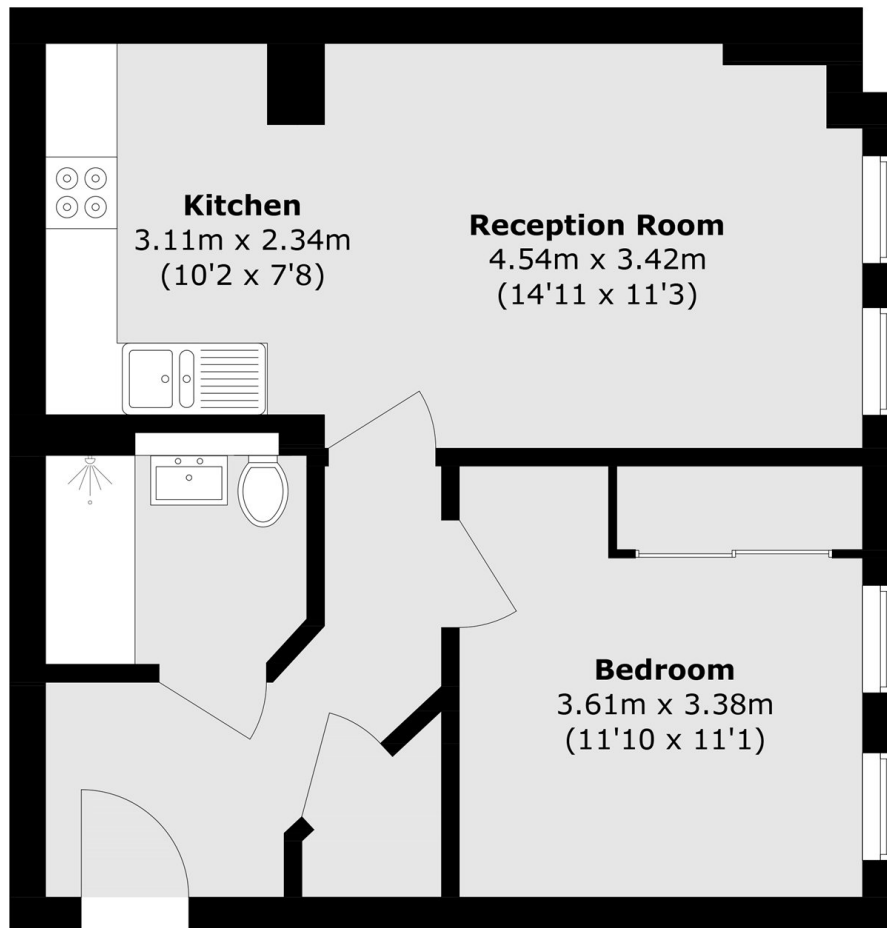 Kitchen
3.11m x 2.34m
(10'2 x 7'8)
Reception Room
4.54m x 3.42m
(14'11 x 11'3)
Bedroom
3.61m x 3.38m
(11'10 x 11'1)